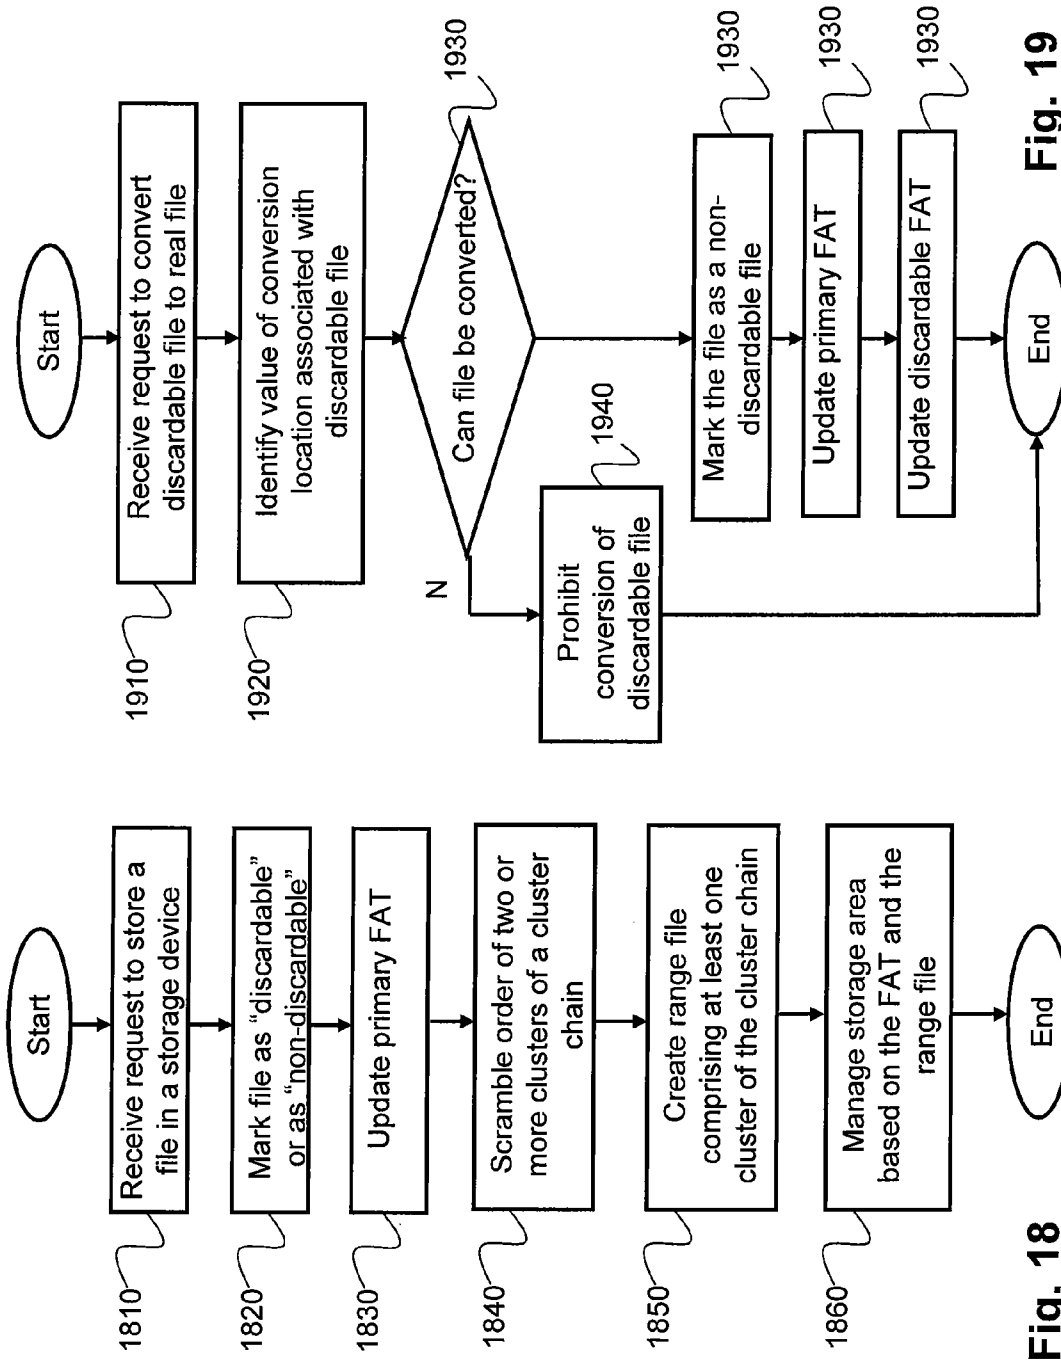 Start
1810
Receive request to store a
file in a storage device
1820
Mark file as “discardable”
or as “non-discardable”
1830
Update primary FAT
1840
Scramble order of two or
more clusters of a cluster
chain
1850
Create range file
comprising at least one
cluster of the cluster chain
1860
Manage storage area
based on the FAT and the
range file
End
Fig. 18
Start
1910
Receive request to convert
discardable file to real file
1920
Identify value of conversion
location associated with
discardable file
1930
Can file be converted?
N
1940
Prohibit
conversion of
discardable file
1930
Mark the file as a non-
discardable file
1930
Update primary FAT
1930
Update discardable FAT
End
Fig. 19